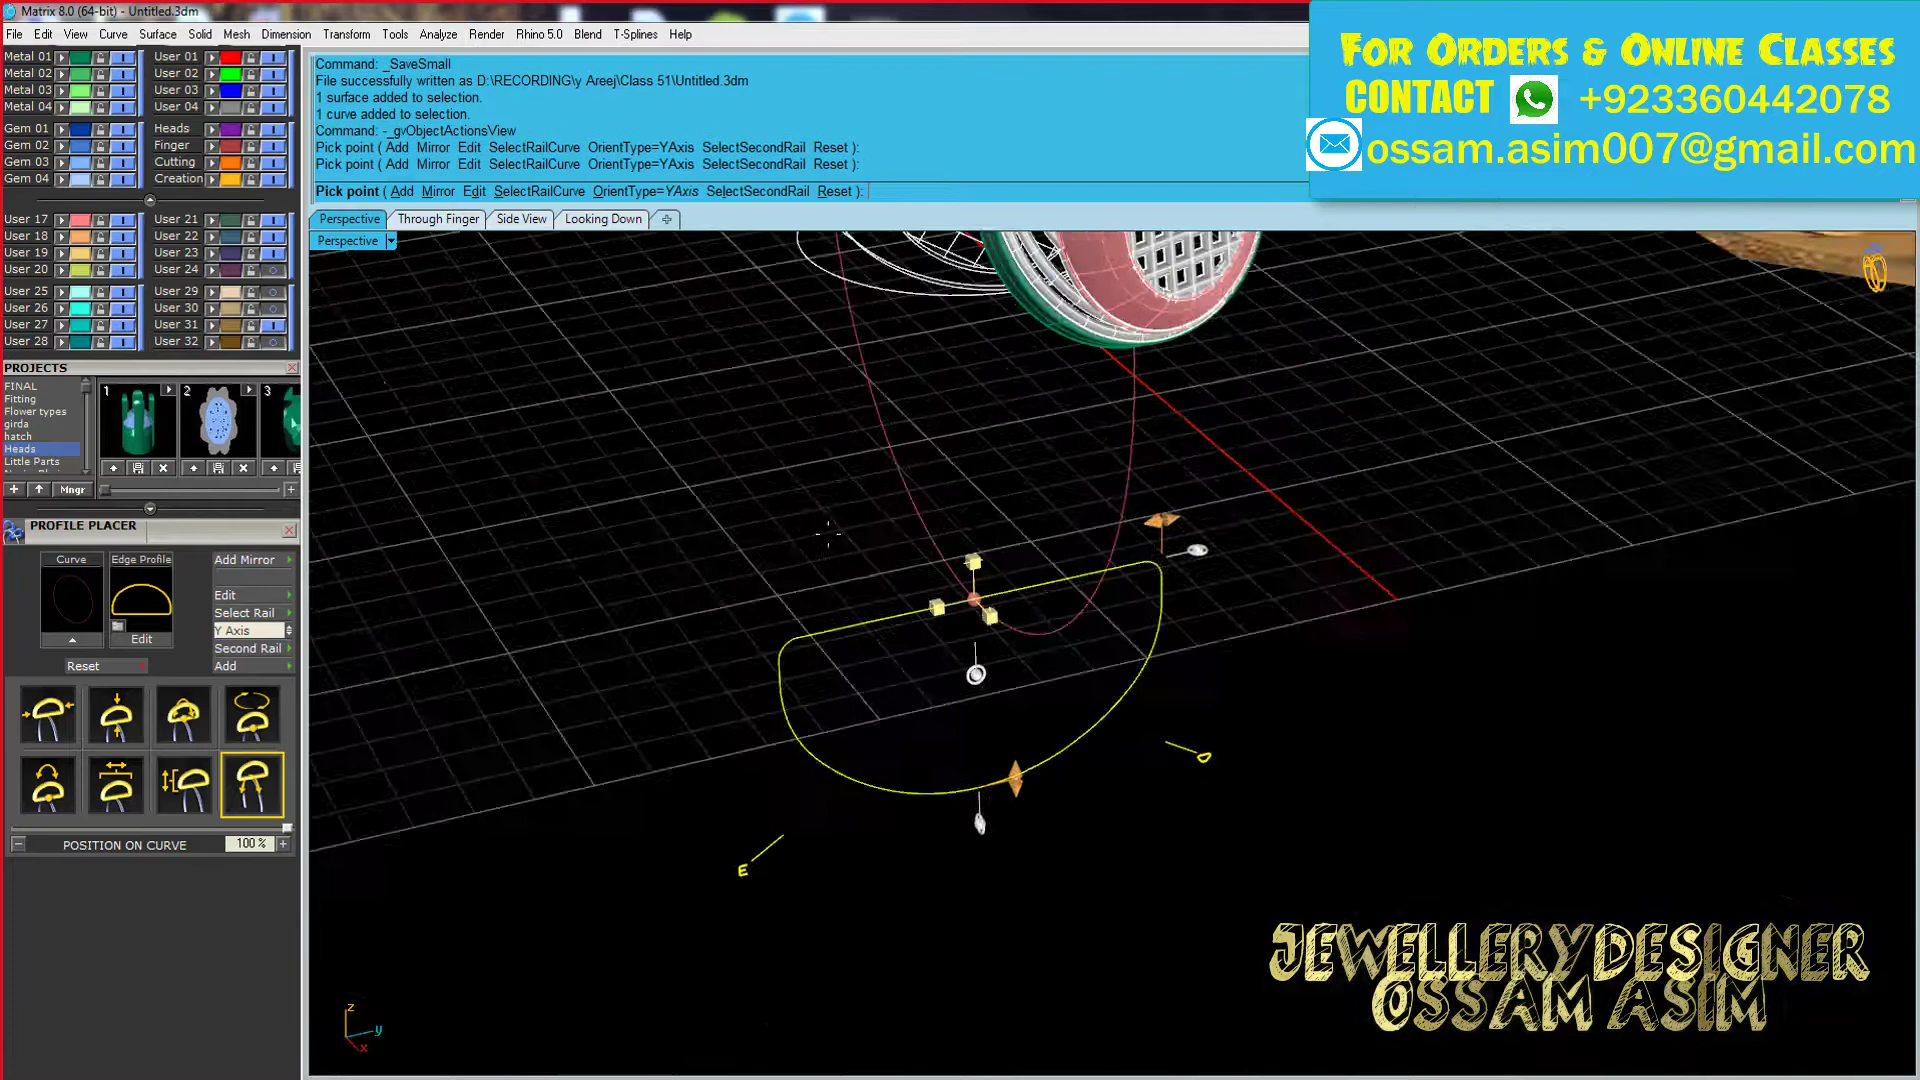 Matrix 8.0 (64-bit) - Untitled.3dm
File Edit View Curve Surface Solid Mesh Dimension Transform Tools Analyze Render Rhino 5.0 Blend T-Splines Help
FOR ORDERS & ONLINE CLASSES
CONTACT +923360442078
ossam.asim007@gmail.com
Command: _SaveSmall
File successfully written as D:\RECORDING\y Areej\Class 51\Untitled.3dm
1 surface added to selection.
1 curve added to selection.
Command: -_gvObjectActionsView
Pick point ( Add Mirror Edit SelectRailCurve OrientType=YAxis SelectSecondRail Reset ):
Pick point ( Add Mirror Edit SelectRailCurve OrientType=YAxis SelectSecondRail Reset ):
Pick point ( Add Mirror Edit SelectRailCurve OrientType=YAxis SelectSecondRail Reset ):
Perspective Through Finger Side View Looking Down
Perspective
Metal 01 User 01
Metal 02 User 02
Metal 03 User 03
Metal 04 User 04
Gem 01 Heads
Gem 02 Finger
Gem 03 Cutting
Gem 04 Creation
User 17 User 21
User 18 User 22
User 19 User 23
User 20 User 24
User 25 User 29
User 26 User 30
User 27 User 31
User 28 User 32
PROJECTS
FINAL
Fitting
Flower types
girda
hatch
Heads
Little Parts
1 2 3
Mngr
PROFILE PLACER
Curve Edge Profile Add Mirror
Edit
Select Rail
Y Axis
Edit Second Rail
Reset Add
POSITION ON CURVE 100 %
E
D
z
y
x
JEWELLERY DESIGNER
OSSAM ASIM